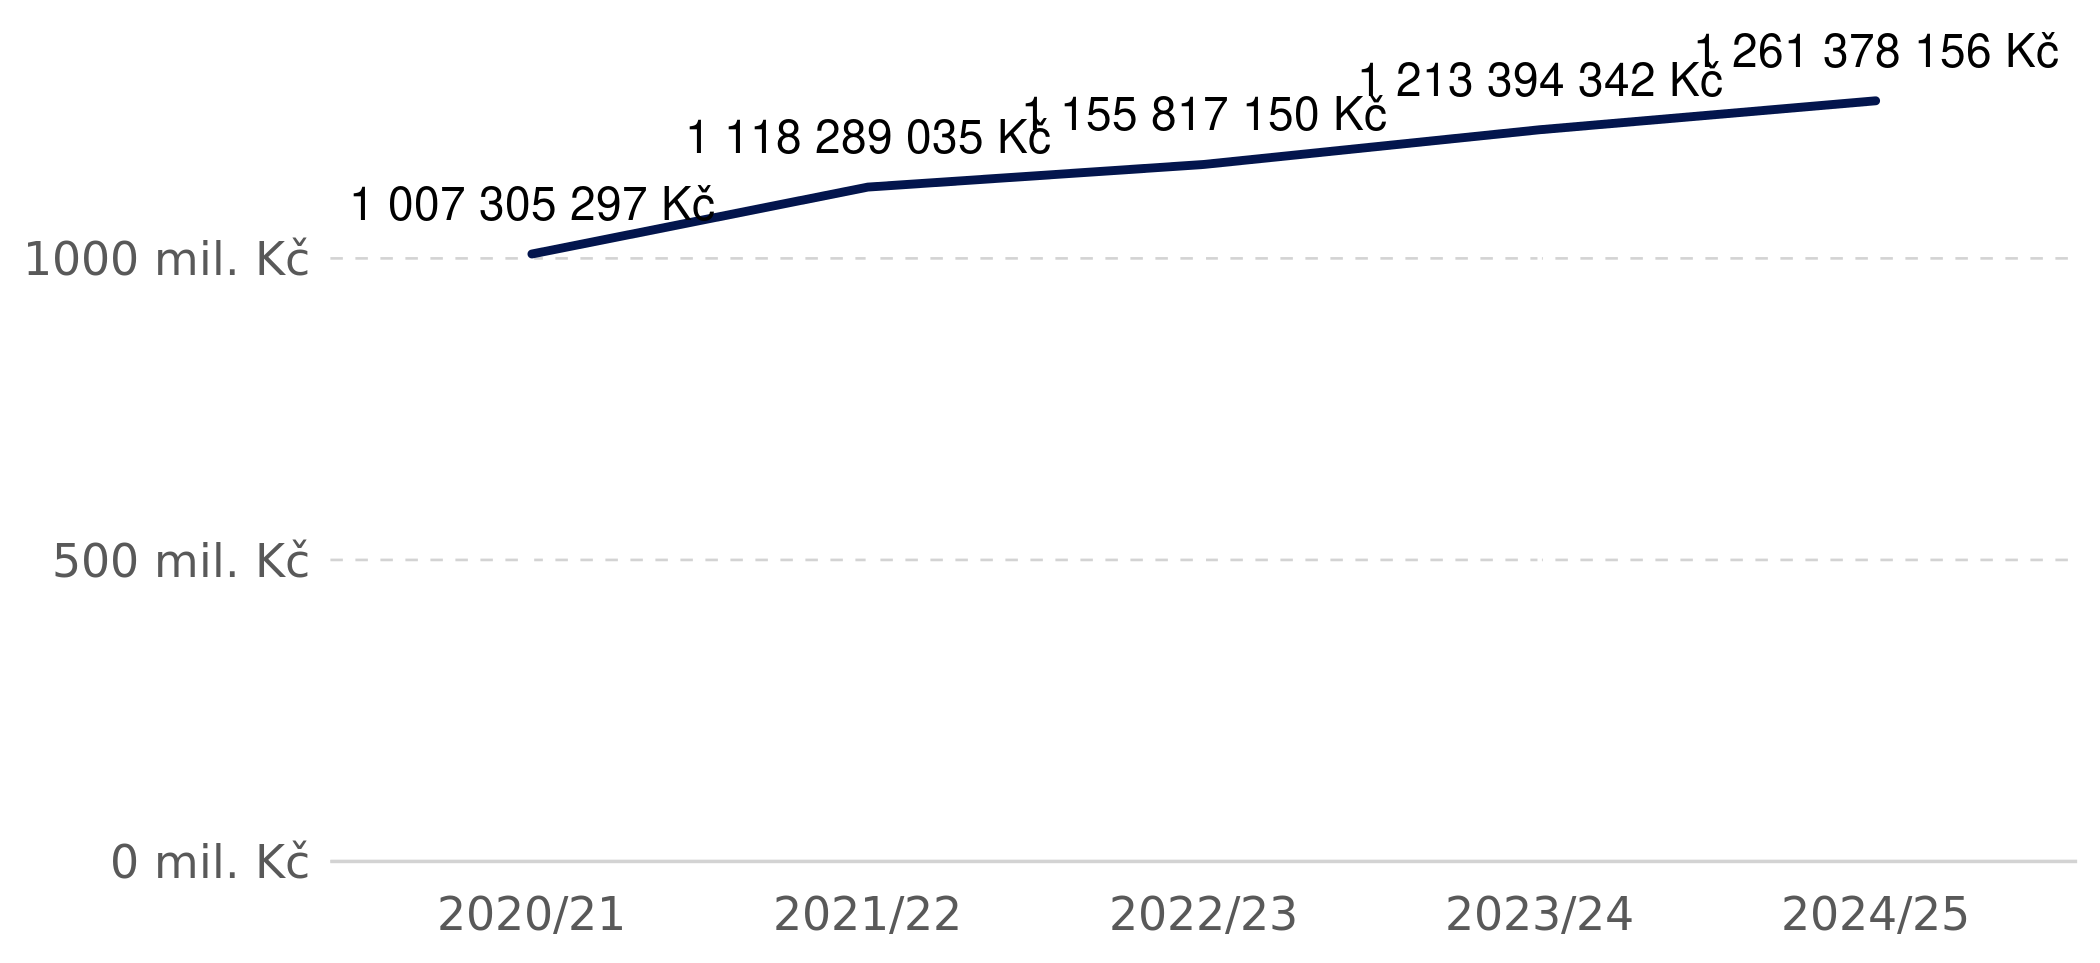 1 261 378 156 Kč
1 213 394 342 Kč
1 155 817 150 Kč
1 118 289 035 Kč
1 007 305 297 Kč
1000 mil. Kč
500 mil. Kč
0 mil. Kč
2020/21 2021/22 2022/23 2023/24 2024/25